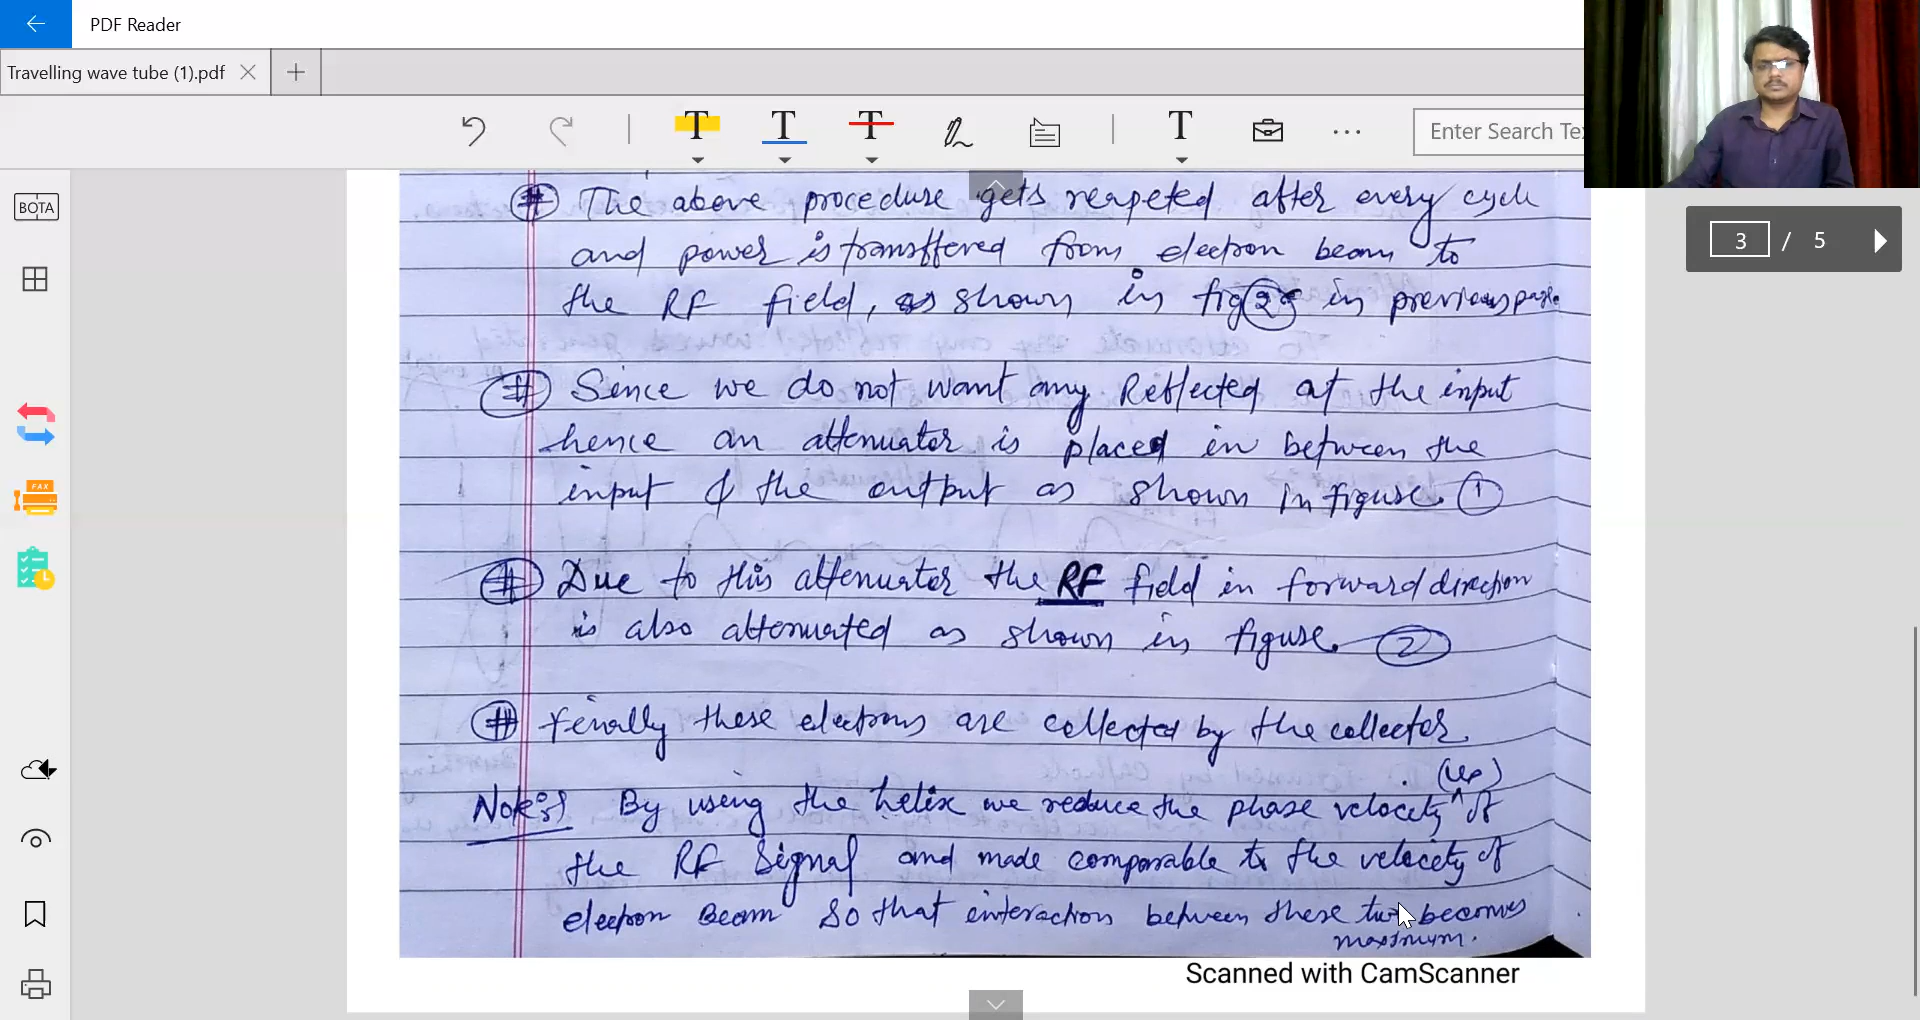 PDF Reader
Travelling wave tube (1).pdf
Enter Search Te
BOTA
3 / 5
FAX
# The above procedure gets reapeted after every cycle
and power is transffered from electron beam to
the RF field, as shown in fig 2 in previous page
# Since we do not want any Reflected at the input
hence an attenuator is placed in between the
input & the output as shown in figure. 1
# Due to this attenuator the RF field in forward direction
is also attenuated as shown in figure. 2
# Finally these electrons are collected by the collector.
(Up)
Note:1 By using the helix we reduce the phase velocity ^ of
the RF Signal and made comparable to the velocity of
electron Beam so that interaction between these two becomes
maximum.
Scanned with CamScanner